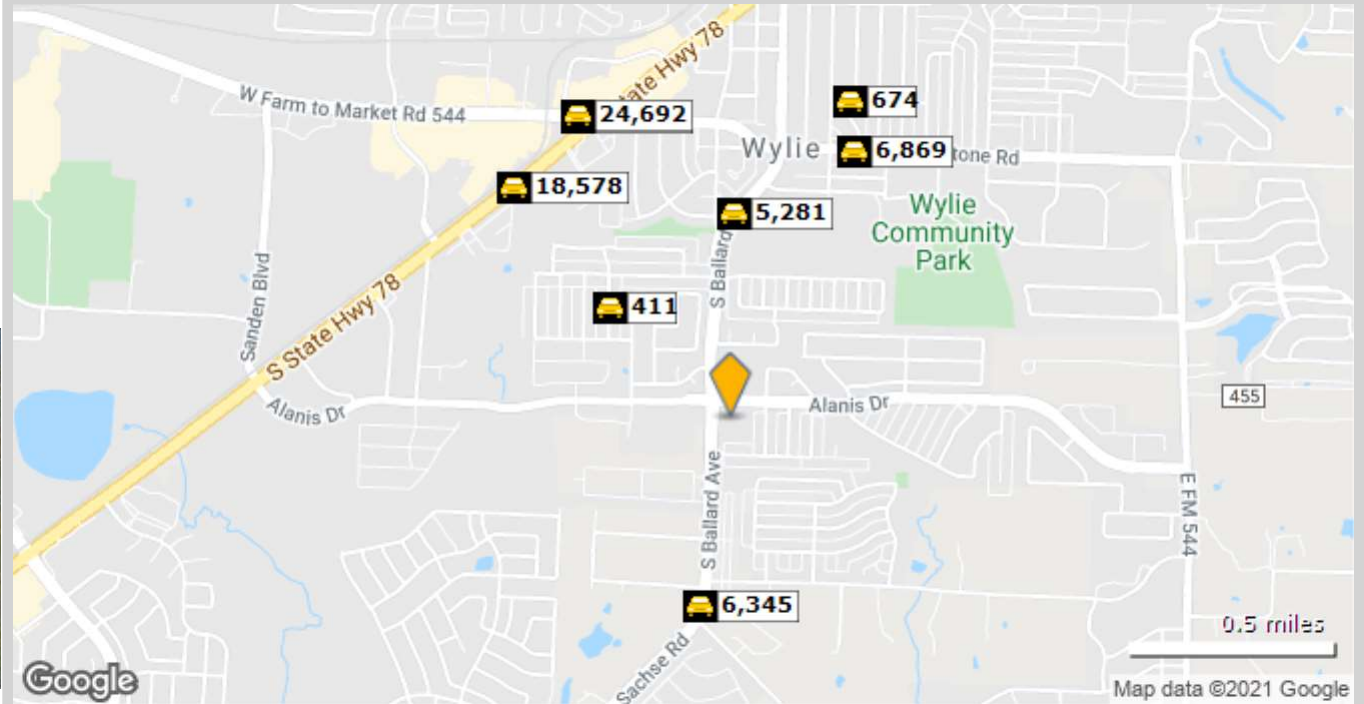 tate Hwy 78
W Farm to Market Rd 544
24,692
674
Wylie
6,869
tone Rd
18,578
5,281
Wylie
Community
Park
S Ballard
Sanden Blvd
411
S State Hwy 78
Alanis Dr
Alanis Dr
455
S Ballard Ave
E FM 544
6,345
Sachse Rd
0.5 miles
Google
Map data ©2021 Google